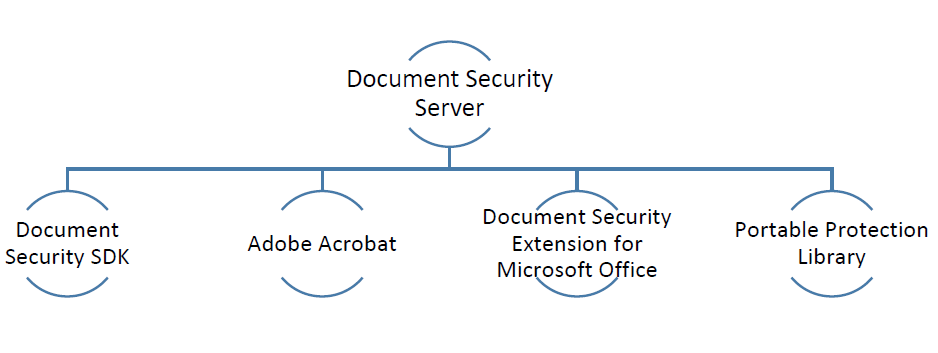 Document Security
Server
Document
Security SDK
Adobe Acrobat
Document Security
Extension for
Microsoft Office
Portable Protection
Library